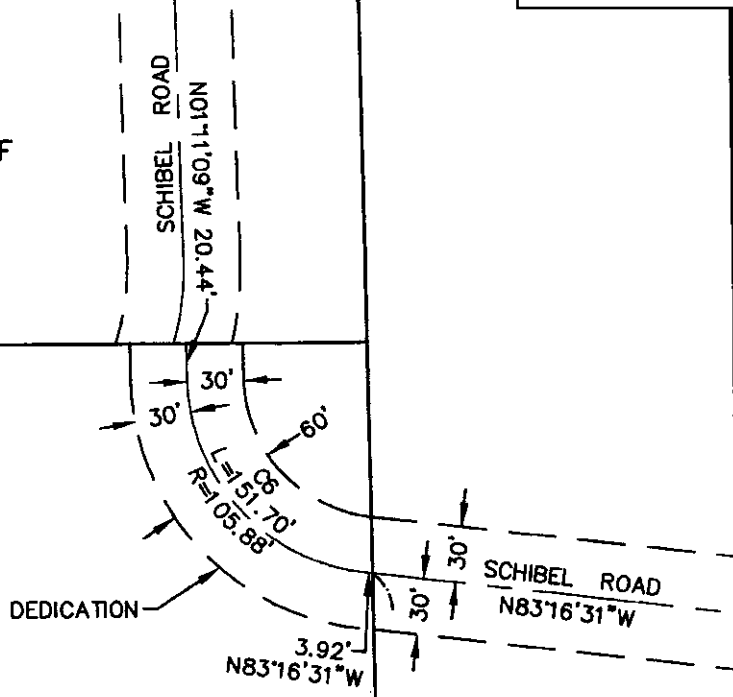 F
SCHIBEL ROAD
N01°11'09"W 20.44'
30'
30'
60'
C6
L=151.70'
R=105.88'
DEDICATION
30'
30'
SCHIBEL ROAD
N83°16'31"W
3.92'
N83°16'31"W